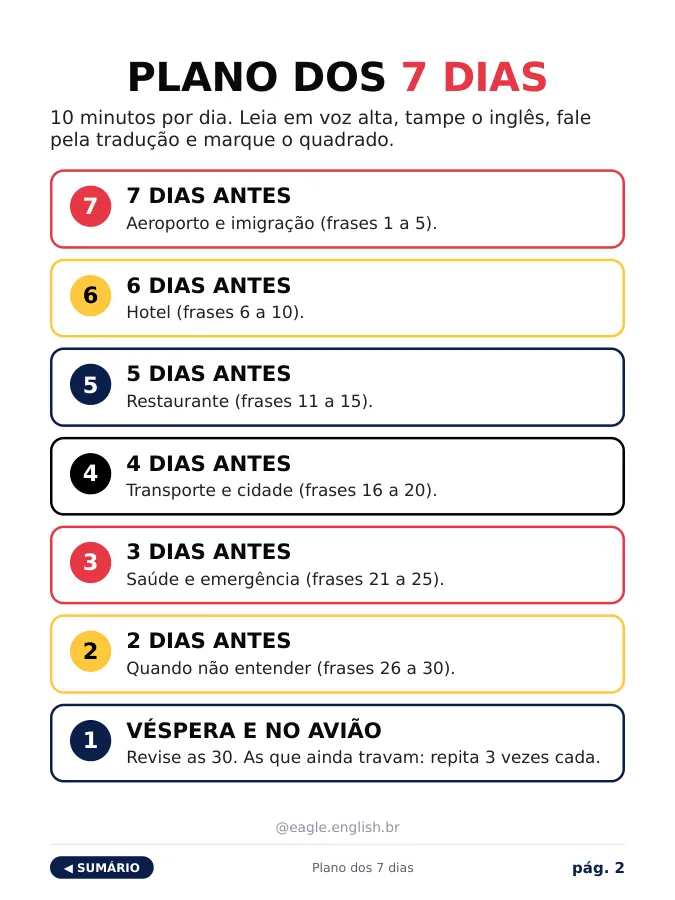 PLANO DOS 7 DIAS
10 minutos por dia. Leia em voz alta, tampe o inglês, fale
pela tradução e marque o quadrado.
7
7 DIAS ANTES
Aeroporto e imigração (frases 1 a 5).
6
6 DIAS ANTES
Hotel (frases 6 a 10).
5
5 DIAS ANTES
Restaurante (frases 11 a 15).
4
4 DIAS ANTES
Transporte e cidade (frases 16 a 20).
3
3 DIAS ANTES
Saúde e emergência (frases 21 a 25).
2
2 DIAS ANTES
Quando não entender (frases 26 a 30).
1
VÉSPERA E NO AVIÃO
Revise as 30. As que ainda travam: repita 3 vezes cada.
@eagle.english.br
◀ SUMÁRIO
Plano dos 7 dias
pág. 2